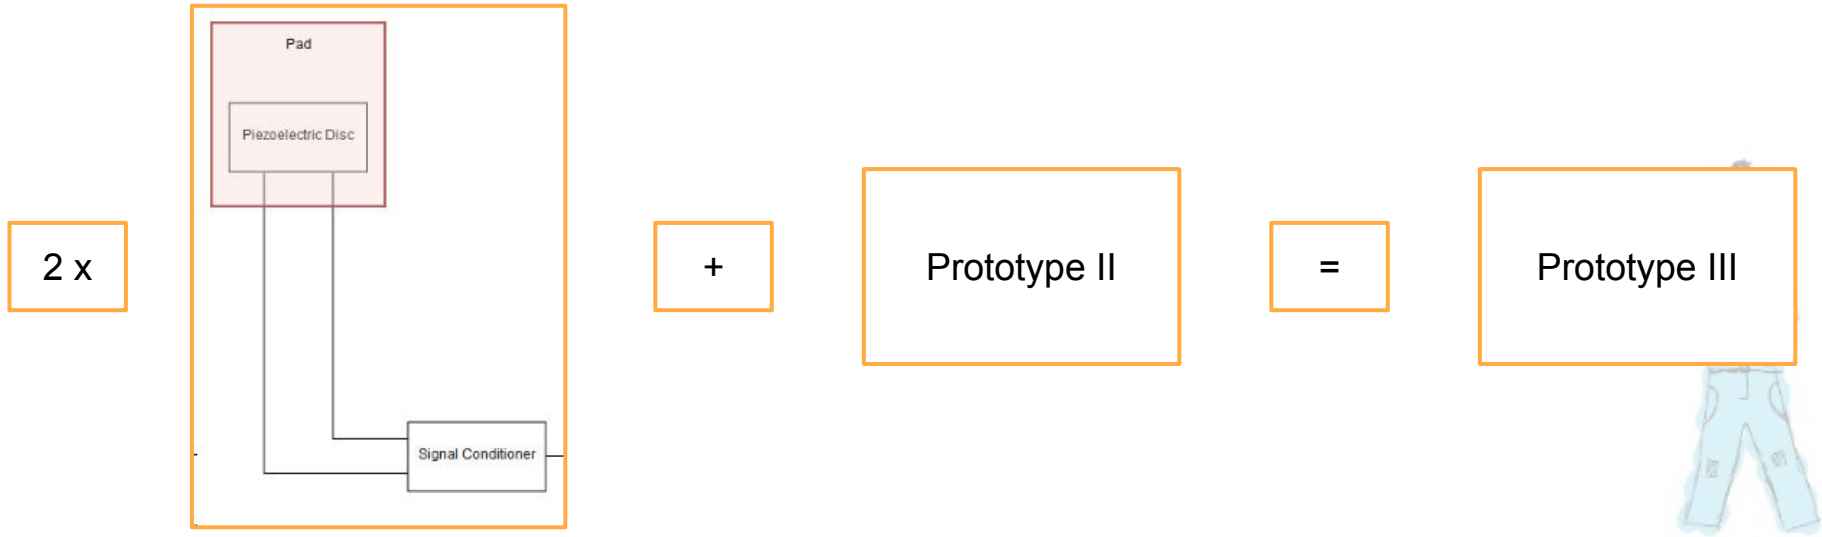 Pad
Piezoelectric Disc
2 x
+
Prototype II
=
Prototype III
Signal Conditioner